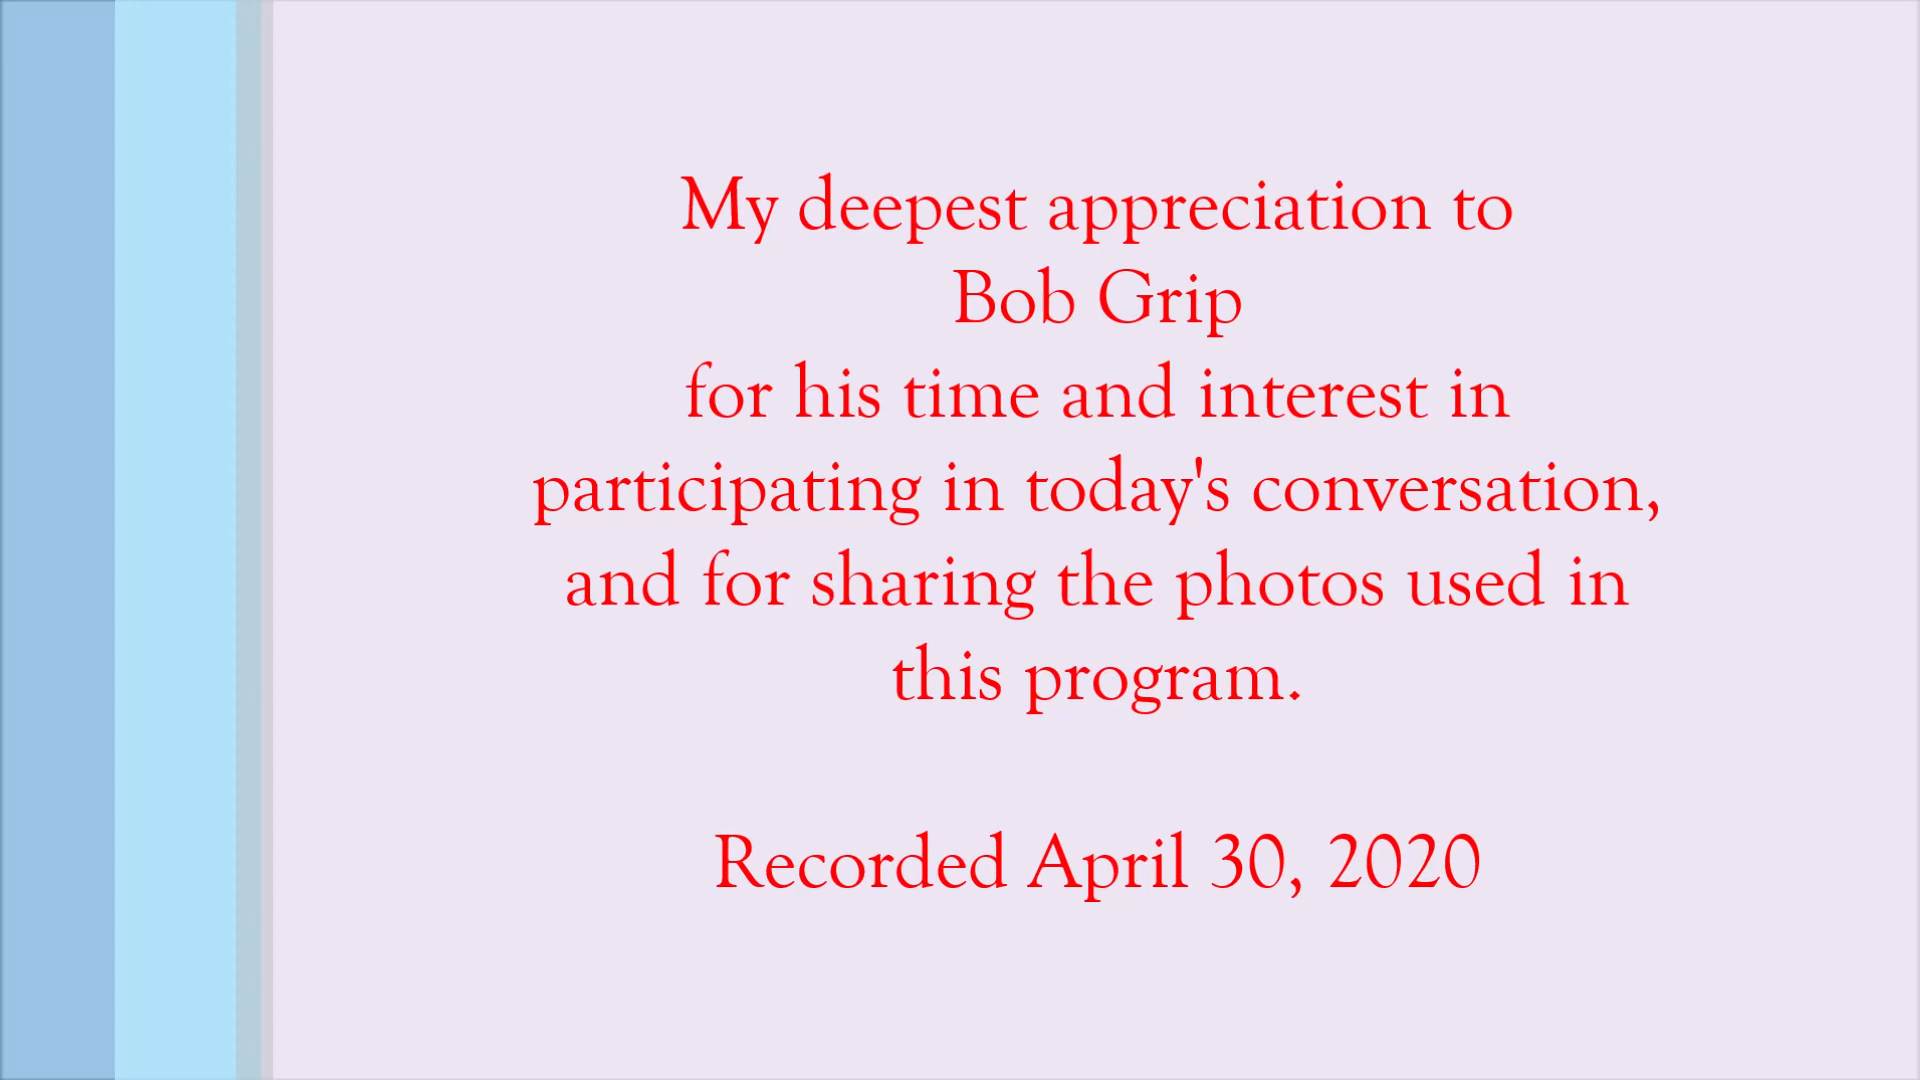 My deepest appreciation to
Bob Grip
for his time and interest in
participating in today's conversation,
and for sharing the photos used in
this program.
Recorded April 30, 2020